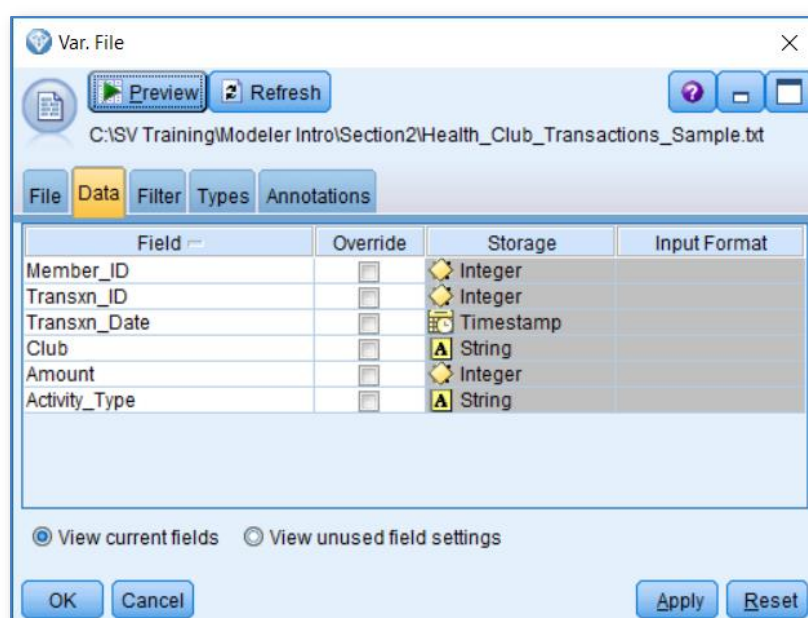 Var. File
Preview Refresh
C:\SV Training\Modeler Intro\Section2\Health_Club_Transactions_Sample.txt
File Data Filter Types Annotations
Field Override Storage Input Format
Member_ID Integer
Transxn_ID Integer
Transxn_Date Timestamp
Club A String
Amount Integer
Activity_Type A String
View current fields View unused field settings
OK Cancel Apply Reset